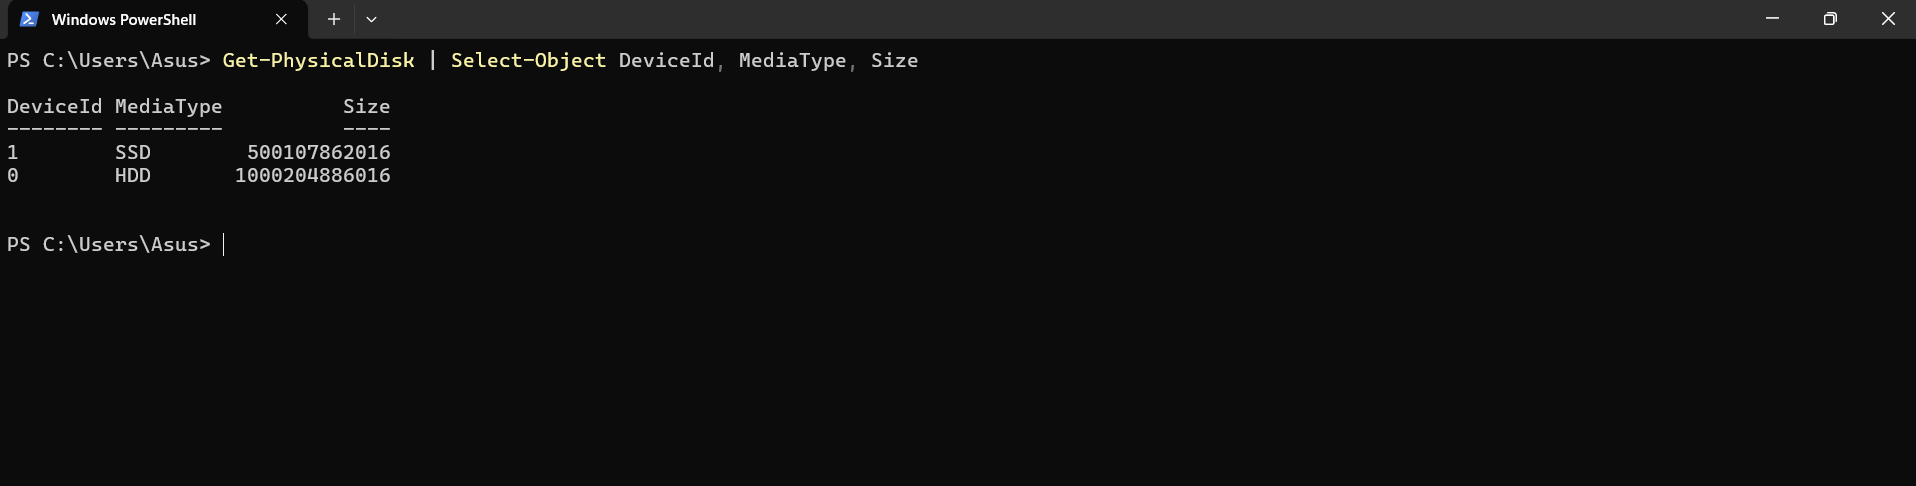 Windows PowerShell
PS C:\Users\Asus> Get-PhysicalDisk | Select-Object DeviceId, MediaType, Size
DeviceId MediaType          Size
-------- ---------          ----
1        SSD        500107862016
0        HDD       1000204886016
PS C:\Users\Asus>